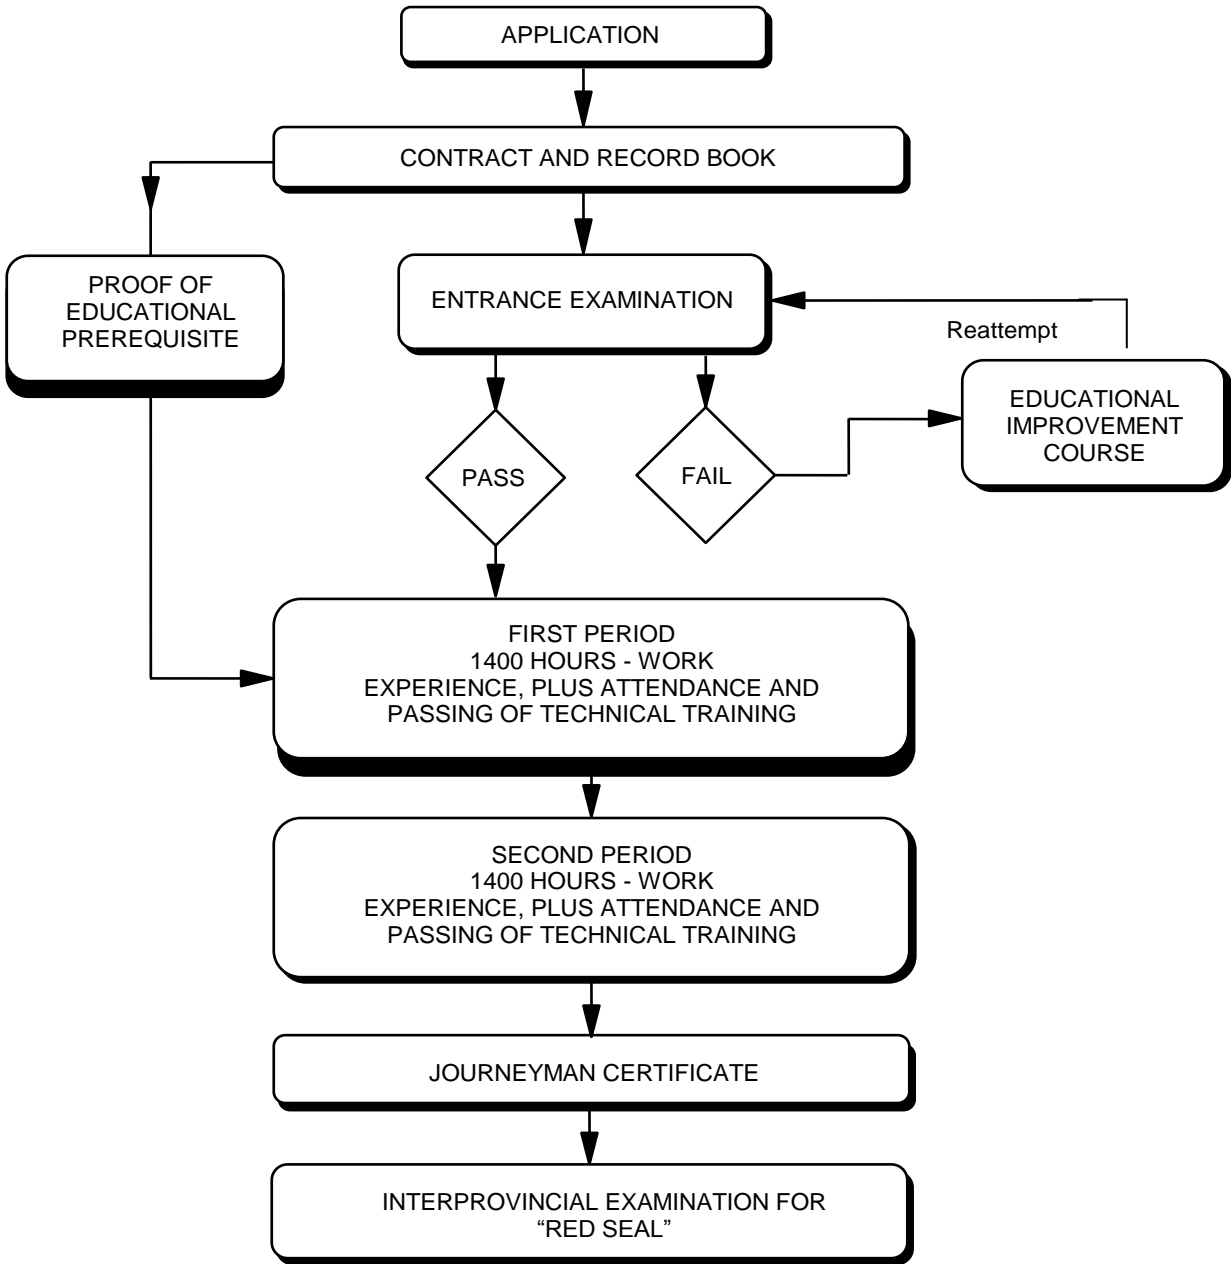 APPLICATION
CONTRACT AND RECORD BOOK
PROOF OF
EDUCATIONAL
PREREQUISITE
ENTRANCE EXAMINATION
Reattempt
EDUCATIONAL
IMPROVEMENT
COURSE
PASS
FAIL
FIRST PERIOD
1400 HOURS - WORK
EXPERIENCE, PLUS ATTENDANCE AND
PASSING OF TECHNICAL TRAINING
SECOND PERIOD
1400 HOURS - WORK
EXPERIENCE, PLUS ATTENDANCE AND
PASSING OF TECHNICAL TRAINING
JOURNEYMAN CERTIFICATE
INTERPROVINCIAL EXAMINATION FOR
“RED SEAL”